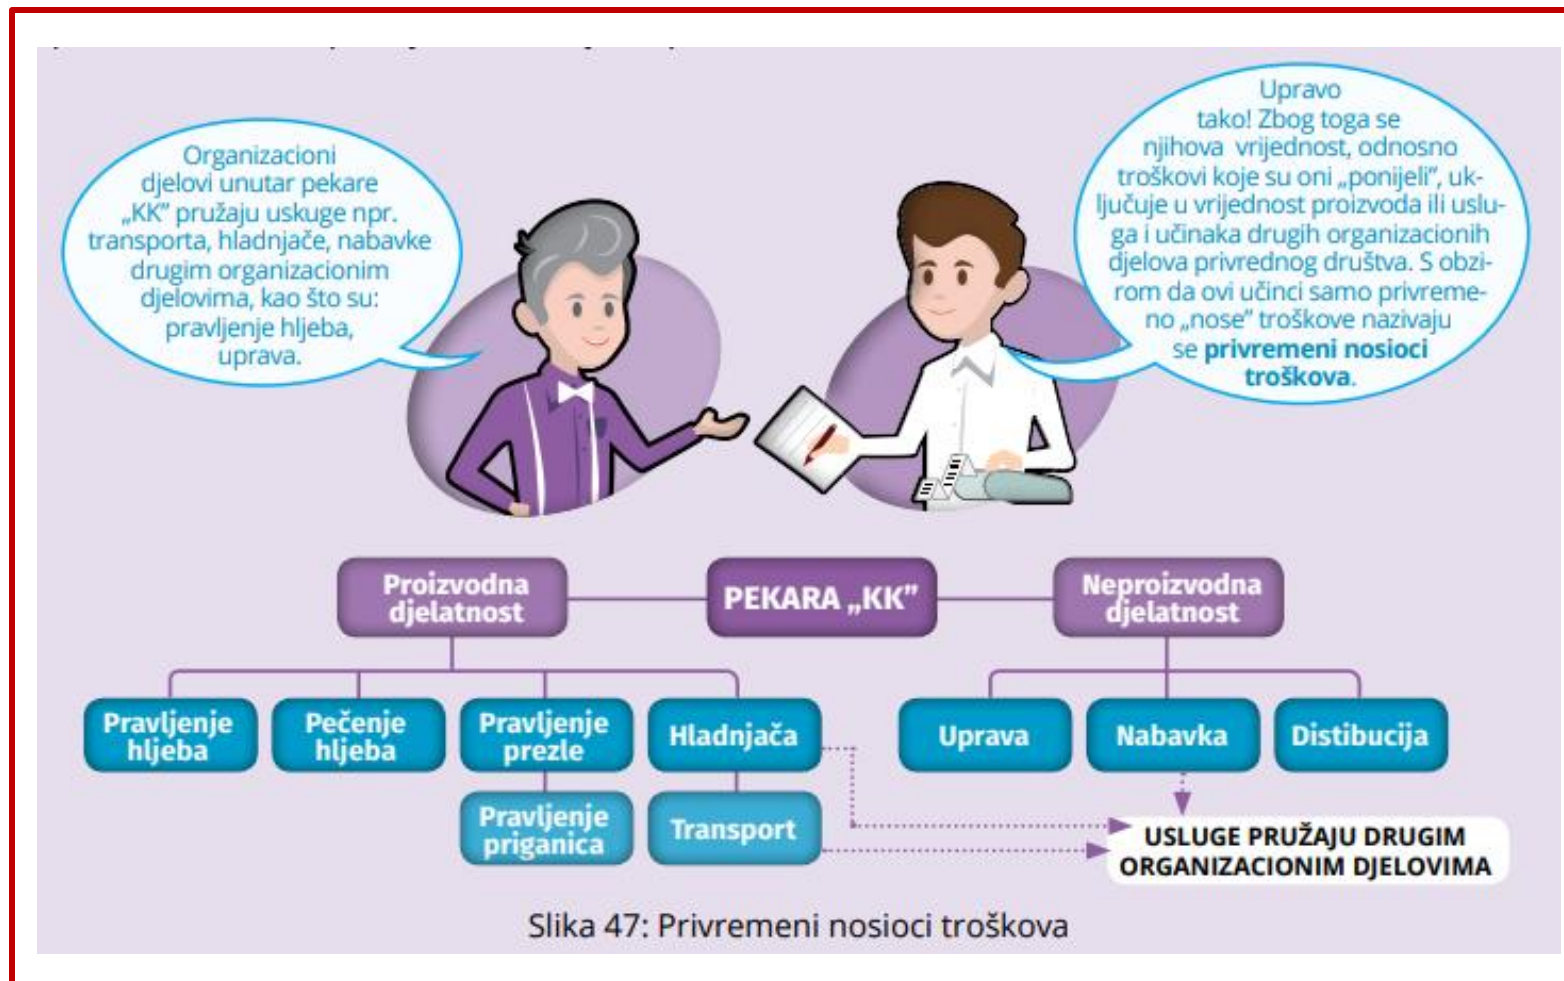 Organizacioni
djelovi unutar pekare
„KK” pružaju uskuge npr.
transporta, hladnjače, nabavke
drugim organizacionim
djelovima, kao što su:
pravljenje hljeba,
uprava.
Upravo
tako! Zbog toga se
njihova vrijednost, odnosno
troškovi koje su oni „ponijeli”, uk-
ljučuje u vrijednost proizvoda ili uslu-
ga i učinaka drugih organizacionih
djelova privrednog društva. S obzi-
rom da ovi učinci samo privreme-
no „nose” troškove nazivaju
se privremeni nosioci
troškova.
Proizvodna
djelatnost
PEKARA „KK”
Neproizvodna
djelatnost
Pravljenje
hljeba
Pečenje
hljeba
Pravljenje
prezle
Hladnjača
Uprava
Nabavka
Distibucija
Pravljenje
priganica
Transport
USLUGE PRUŽAJU DRUGIM
ORGANIZACIONIM DJELOVIMA
Slika 47: Privremeni nosioci troškova